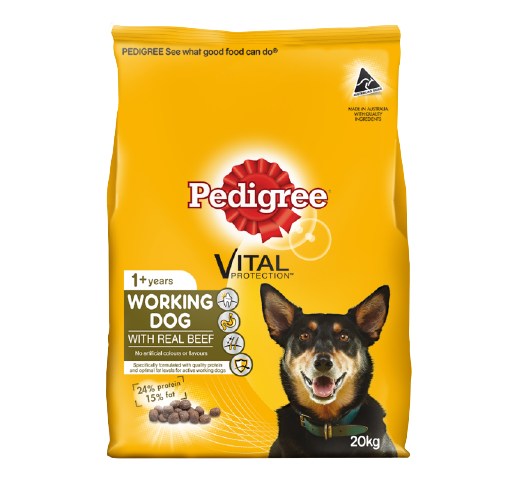 PEDIGREE See what good food can do®
MADE IN AUSTRALIA
WITH QUALITY
INGREDIENTS
Pedigree™
VITAL
PROTECTION™
1+ years
WORKING
DOG
WITH REAL BEEF
No artificial colours or flavours
Specifically formulated with quality protein
and optimal fat levels for active working dogs
24% protein
15% fat
20kg